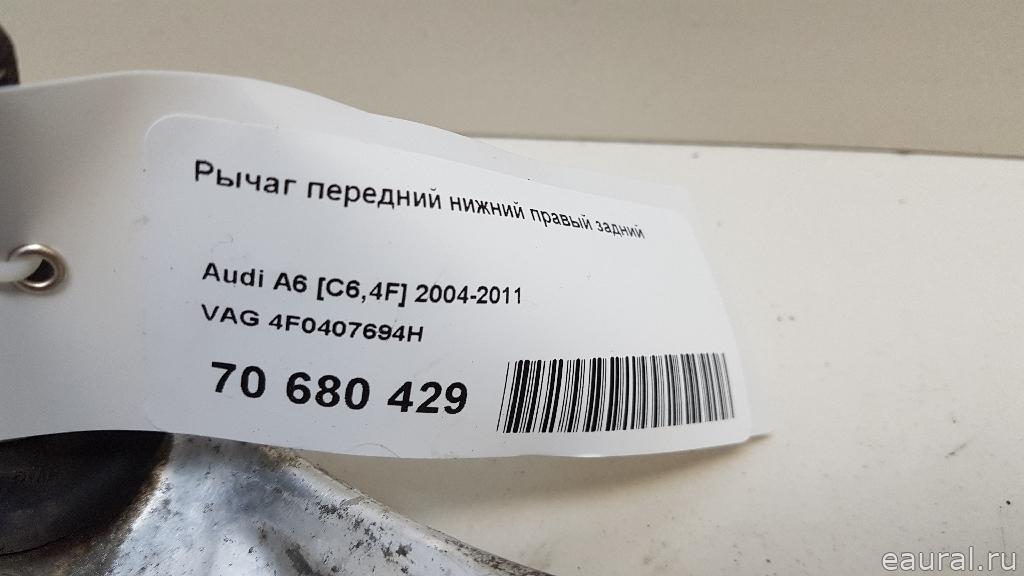 Рычаг передний нижний правый задний
Audi A6 [C6,4F] 2004-2011
VAG 4F0407694H
70 680 429
eaural.ru